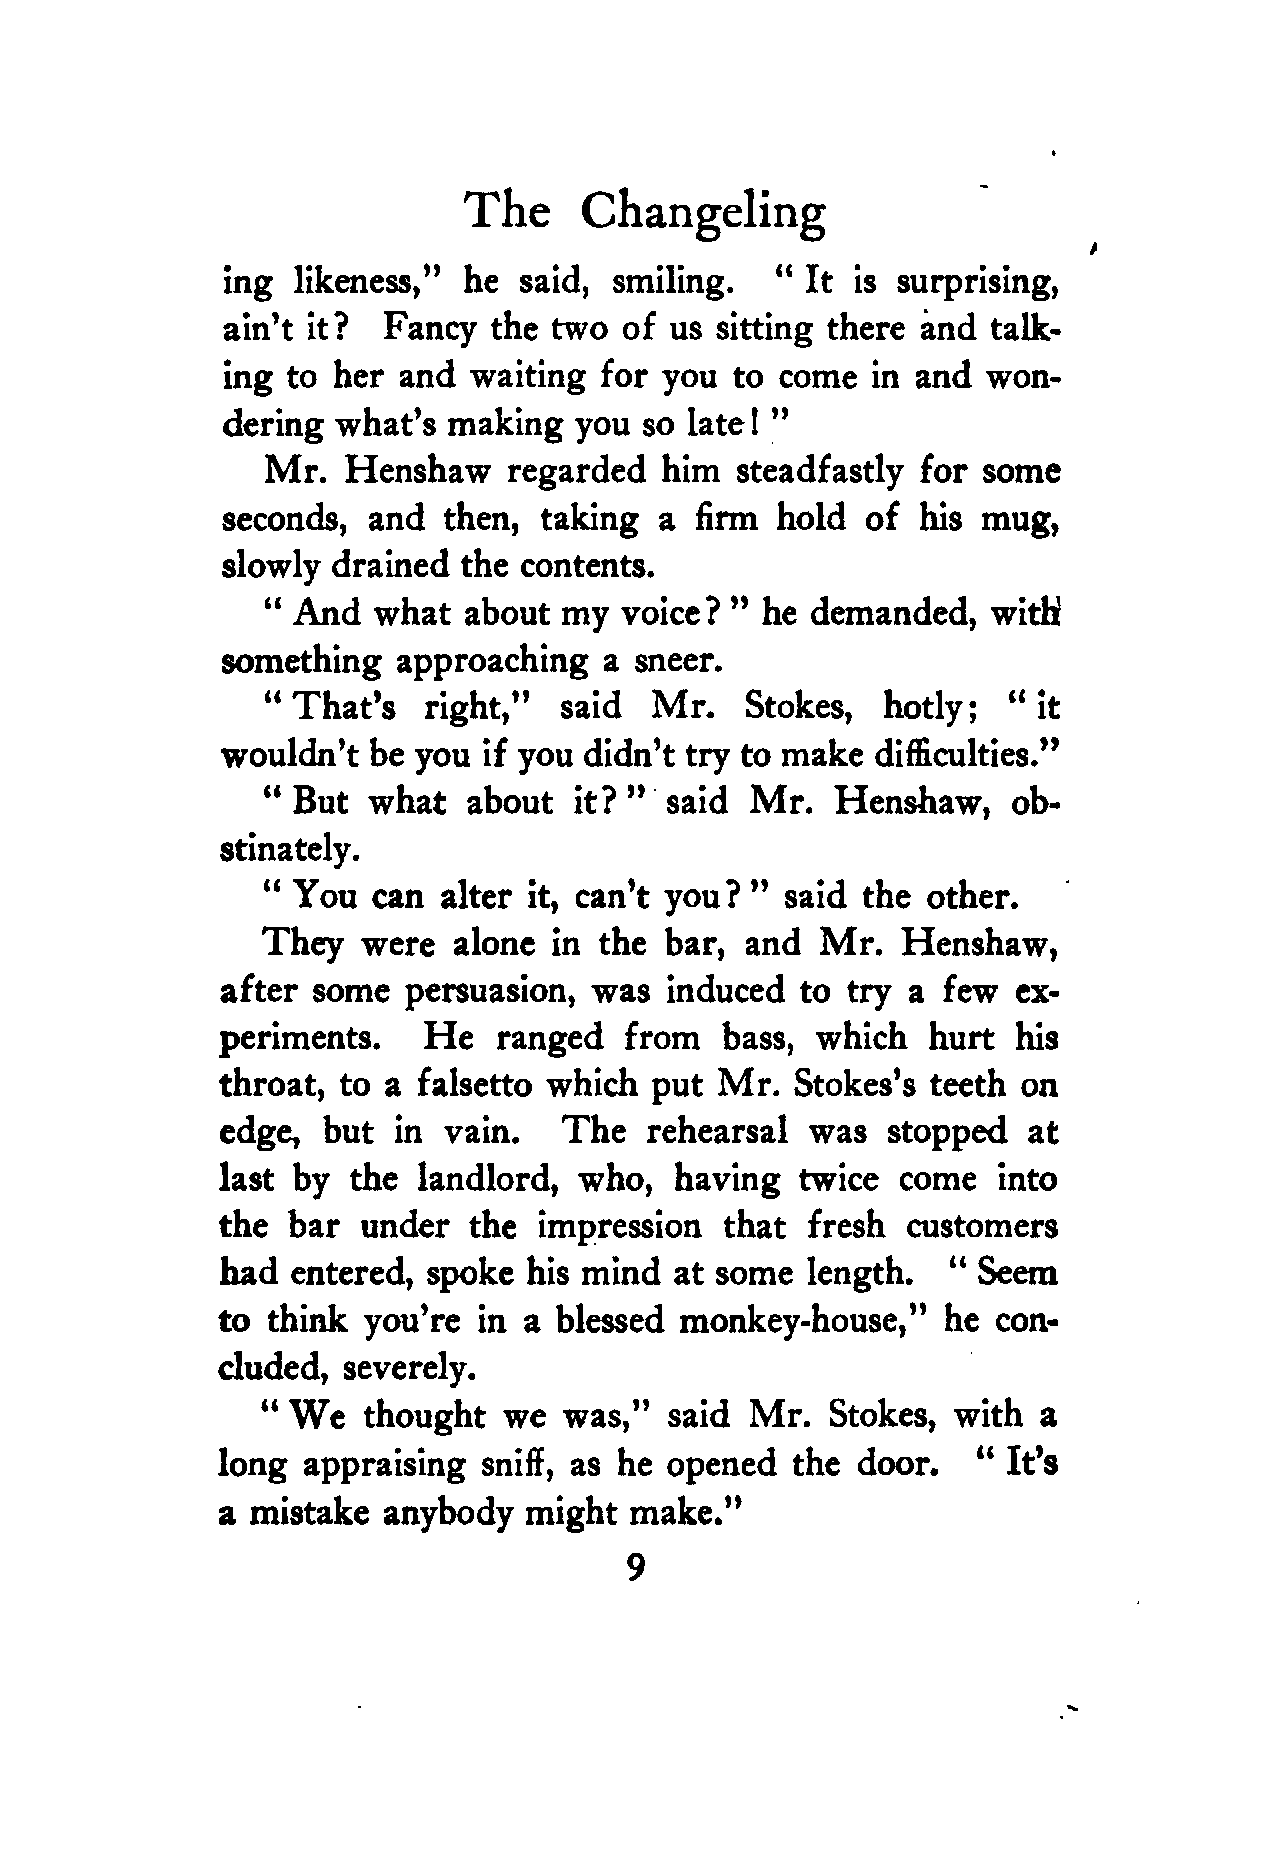 The Changeling
ing likeness," he said, smiling. " It is surprising,
ain't it? Fancy the two of us sitting there and talk-
ing to her and waiting for you to come in and won-
dering what's making you so late! "
Mr. Henshaw regarded him steadfastly for some
seconds, and then, taking a firm hold of his mug,
slowly drained the contents.
" And what about my voice? " he demanded, with
something approaching a sneer.
" That's right," said Mr. Stokes, hotly; " it
wouldn't be you if you didn't try to make difficulties."
" But what about it? " said Mr. Henshaw, ob-
stinately.
" You can alter it, can't you? " said the other.
They were alone in the bar, and Mr. Henshaw,
after some persuasion, was induced to try a few ex-
periments. He ranged from bass, which hurt his
throat, to a falsetto which put Mr. Stokes's teeth on
edge, but in vain. The rehearsal was stopped at
last by the landlord, who, having twice come into
the bar under the impression that fresh customers
had entered, spoke his mind at some length. " Seem
to think you're in a blessed monkey-house," he con-
cluded, severely.
" We thought we was," said Mr. Stokes, with a
long appraising sniff, as he opened the door. " It's
a mistake anybody might make."
9